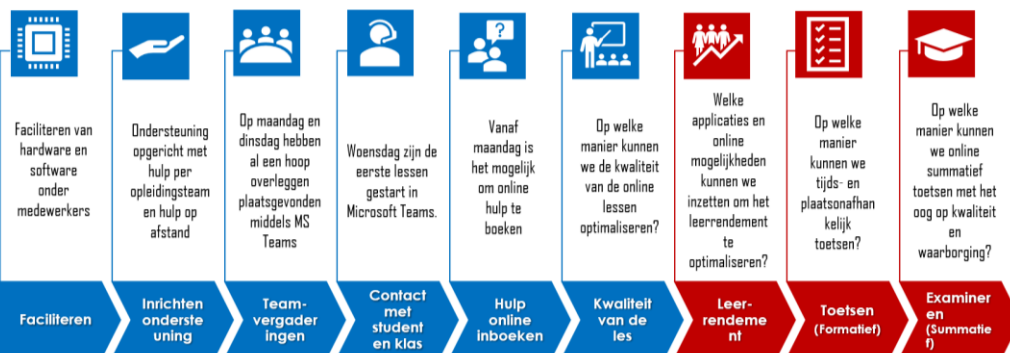 Faciliteren van
hardware en
software
onder
medewerkers
Ondersteuning
opgericht met
hulp per
opleidingsteam
en hulp op
afstand
Op maandag en
dinsdag hebben
al een hoop
overleggen
plaatsgevonden
middels MS
Teams
Woensdag zijn de
eerste lessen
gestart in
Microsoft Teams.
Vanaf
maandag is
het mogelijk
om online
hulp te
boeken
Op welke
manier kunnen
we de kwaliteit
van de online
lessen
optimaliseren?
Welke
applicaties en
online
mogelijkheden
kunnen we
inzetten om het
leerrendement
te
optimaliseren?
Op welke
manier
kunnen we
tijds- en
plaatsonafhan
kelijk
toetsen?
Op welke
manier kunnen
we online
summatief
toetsen met het
oog op kwaliteit
en
waarborging?
Faciliteren
Inrichten
onderste
uning
Team-
vergader
ingen
Contact
met
student
en klas
Hulp
online
inboeken
Kwaliteit
van de
les
Leer-
rendeme
nt
Toetsen
(Formatief)
Examiner
en
(Summatie
f)
?